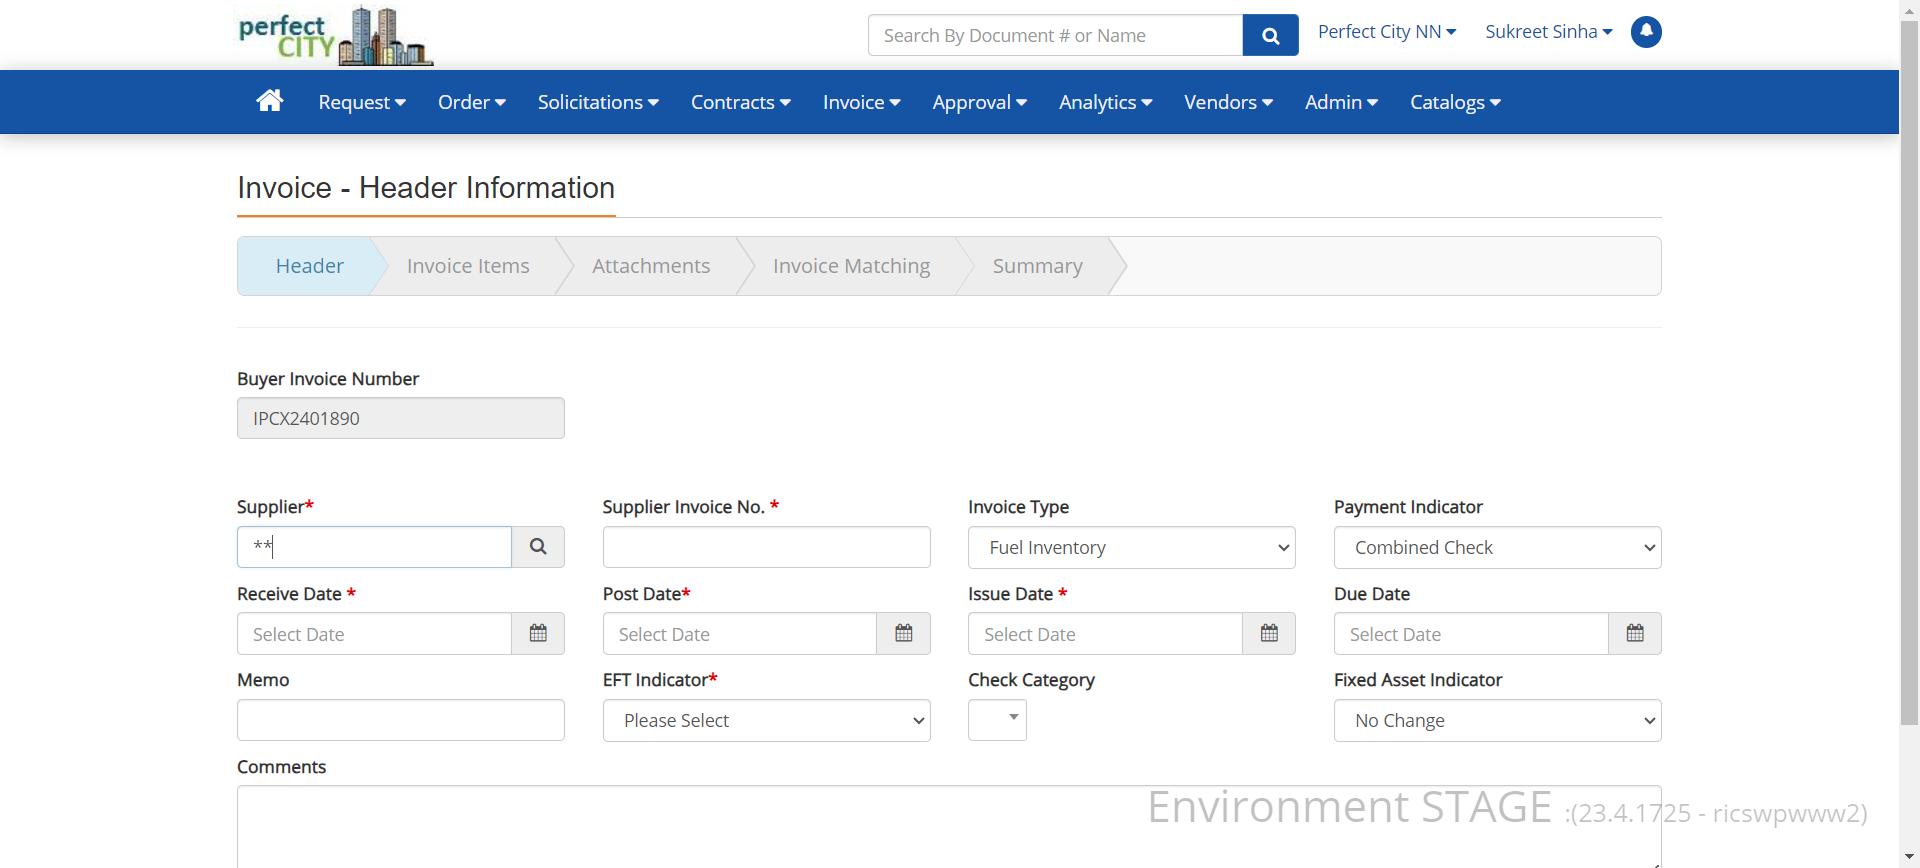 perfect
CITY
Search By Document # or Name
Perfect City NN
Sukreet Sinha
Request
Order
Solicitations
Contracts
Invoice
Approval
Analytics
Vendors
Admin
Catalogs
Invoice - Header Information
Header
Invoice Items
Attachments
Invoice Matching
Summary
Buyer Invoice Number
IPCX2401890
Supplier*
Supplier Invoice No. *
Invoice Type
Payment Indicator
**
Fuel Inventory
Combined Check
Receive Date *
Post Date*
Issue Date *
Due Date
Select Date
Select Date
Select Date
Select Date
Memo
EFT Indicator*
Check Category
Fixed Asset Indicator
Please Select
No Change
Comments
Environment STAGE :(23.4.1725 - ricswpwww2)